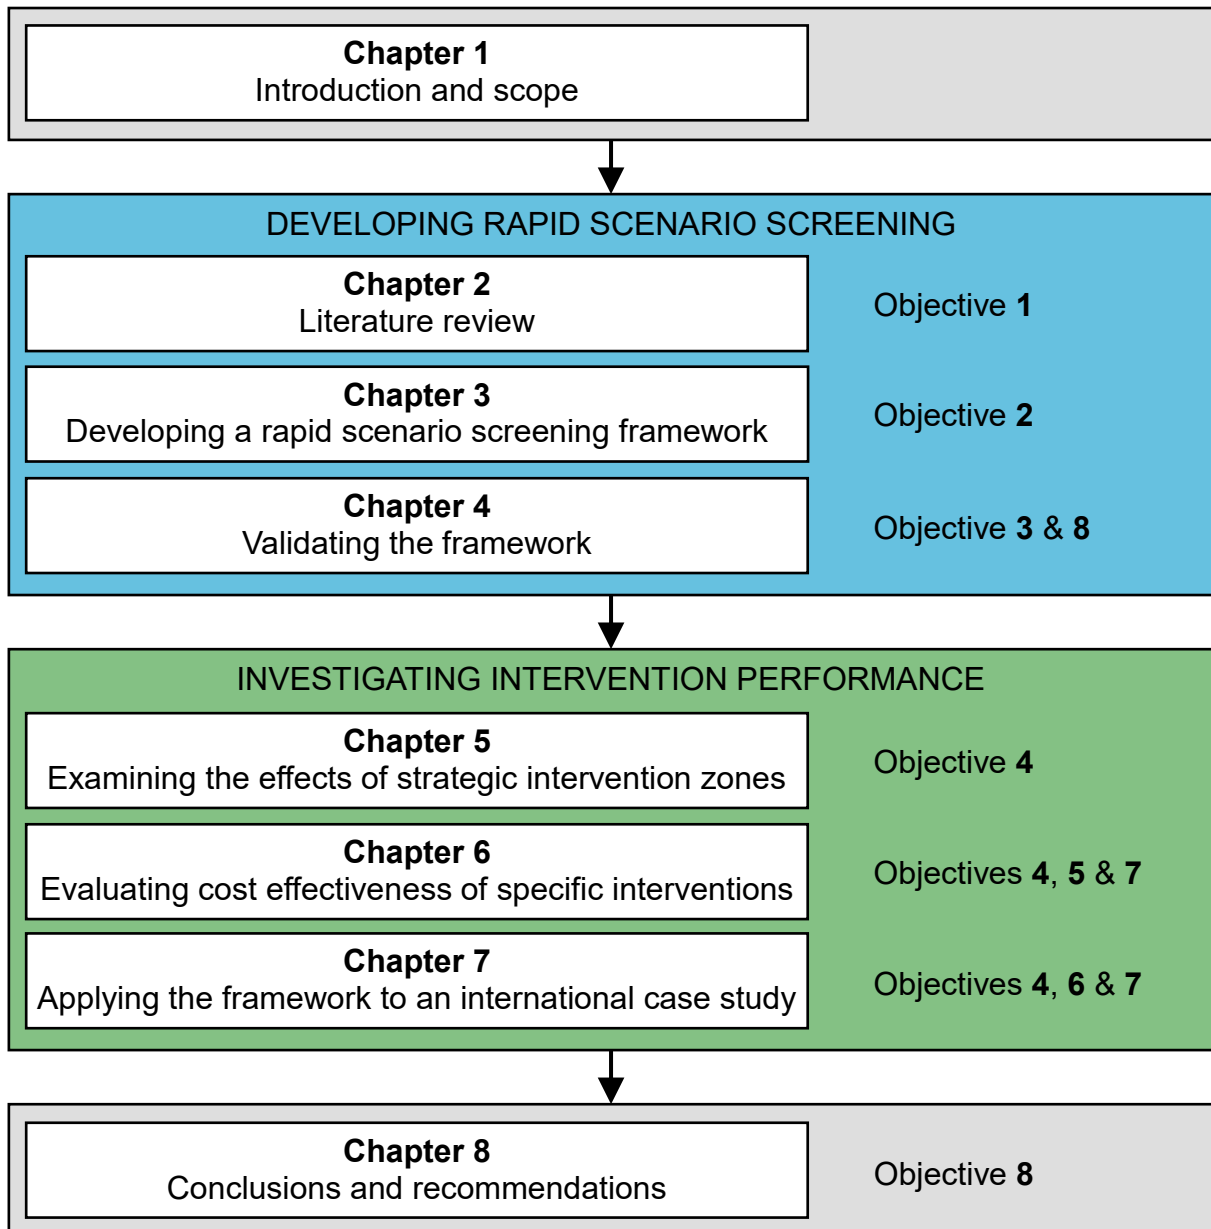 Chapter 1
Introduction and scope
DEVELOPING RAPID SCENARIO SCREENING
Chapter 2
Literature review
Objective 1
Chapter 3
Developing a rapid scenario screening framework
Objective 2
Chapter 4
Validating the framework
Objective 3 & 8
INVESTIGATING INTERVENTION PERFORMANCE
Chapter 5
Examining the effects of strategic intervention zones
Objective 4
Chapter 6
Evaluating cost effectiveness of specific interventions
Objectives 4, 5 & 7
Chapter 7
Applying the framework to an international case study
Objectives 4, 6 & 7
Chapter 8
Conclusions and recommendations
Objective 8